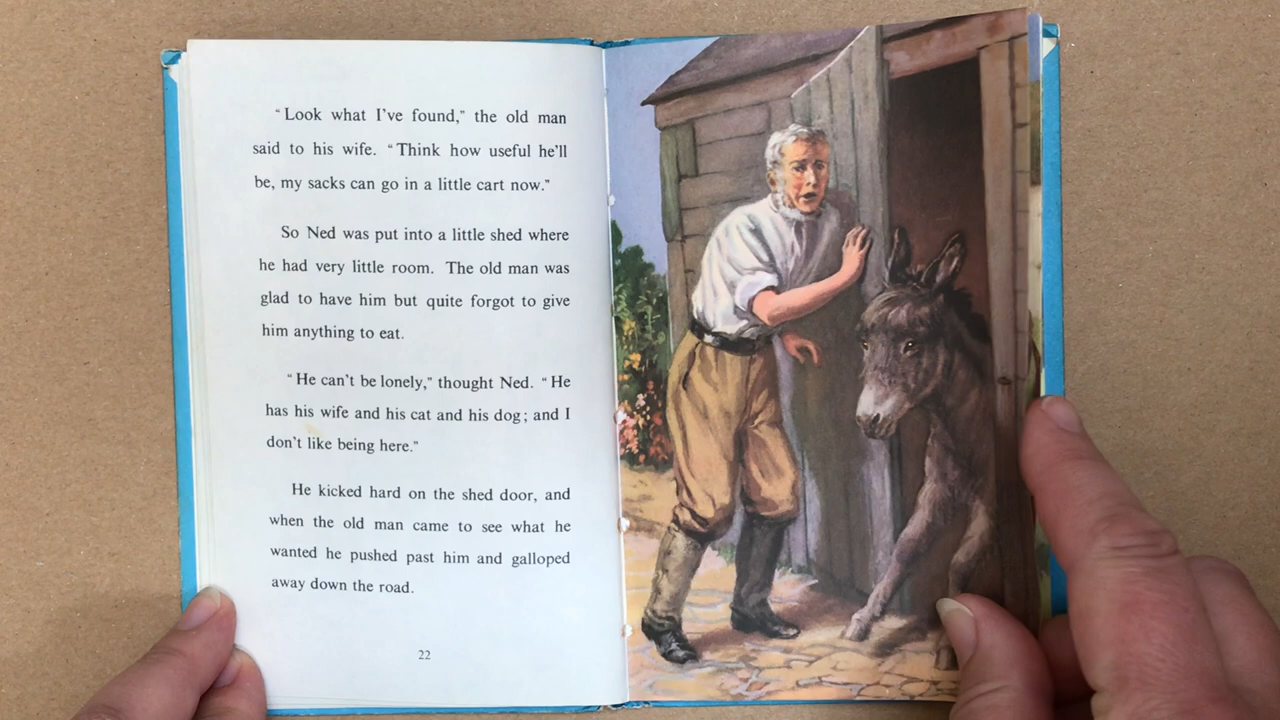 “Look what I’ve found,” the old man
said to his wife. “Think how useful he’ll
be, my sacks can go in a little cart now.”
So Ned was put into a little shed where
he had very little room. The old man was
glad to have him but quite forgot to give
him anything to eat.
“He can’t be lonely,” thought Ned. “He
has his wife and his cat and his dog; and I
don’t like being here.”
He kicked hard on the shed door, and
when the old man came to see what he
wanted he pushed past him and galloped
away down the road.
22